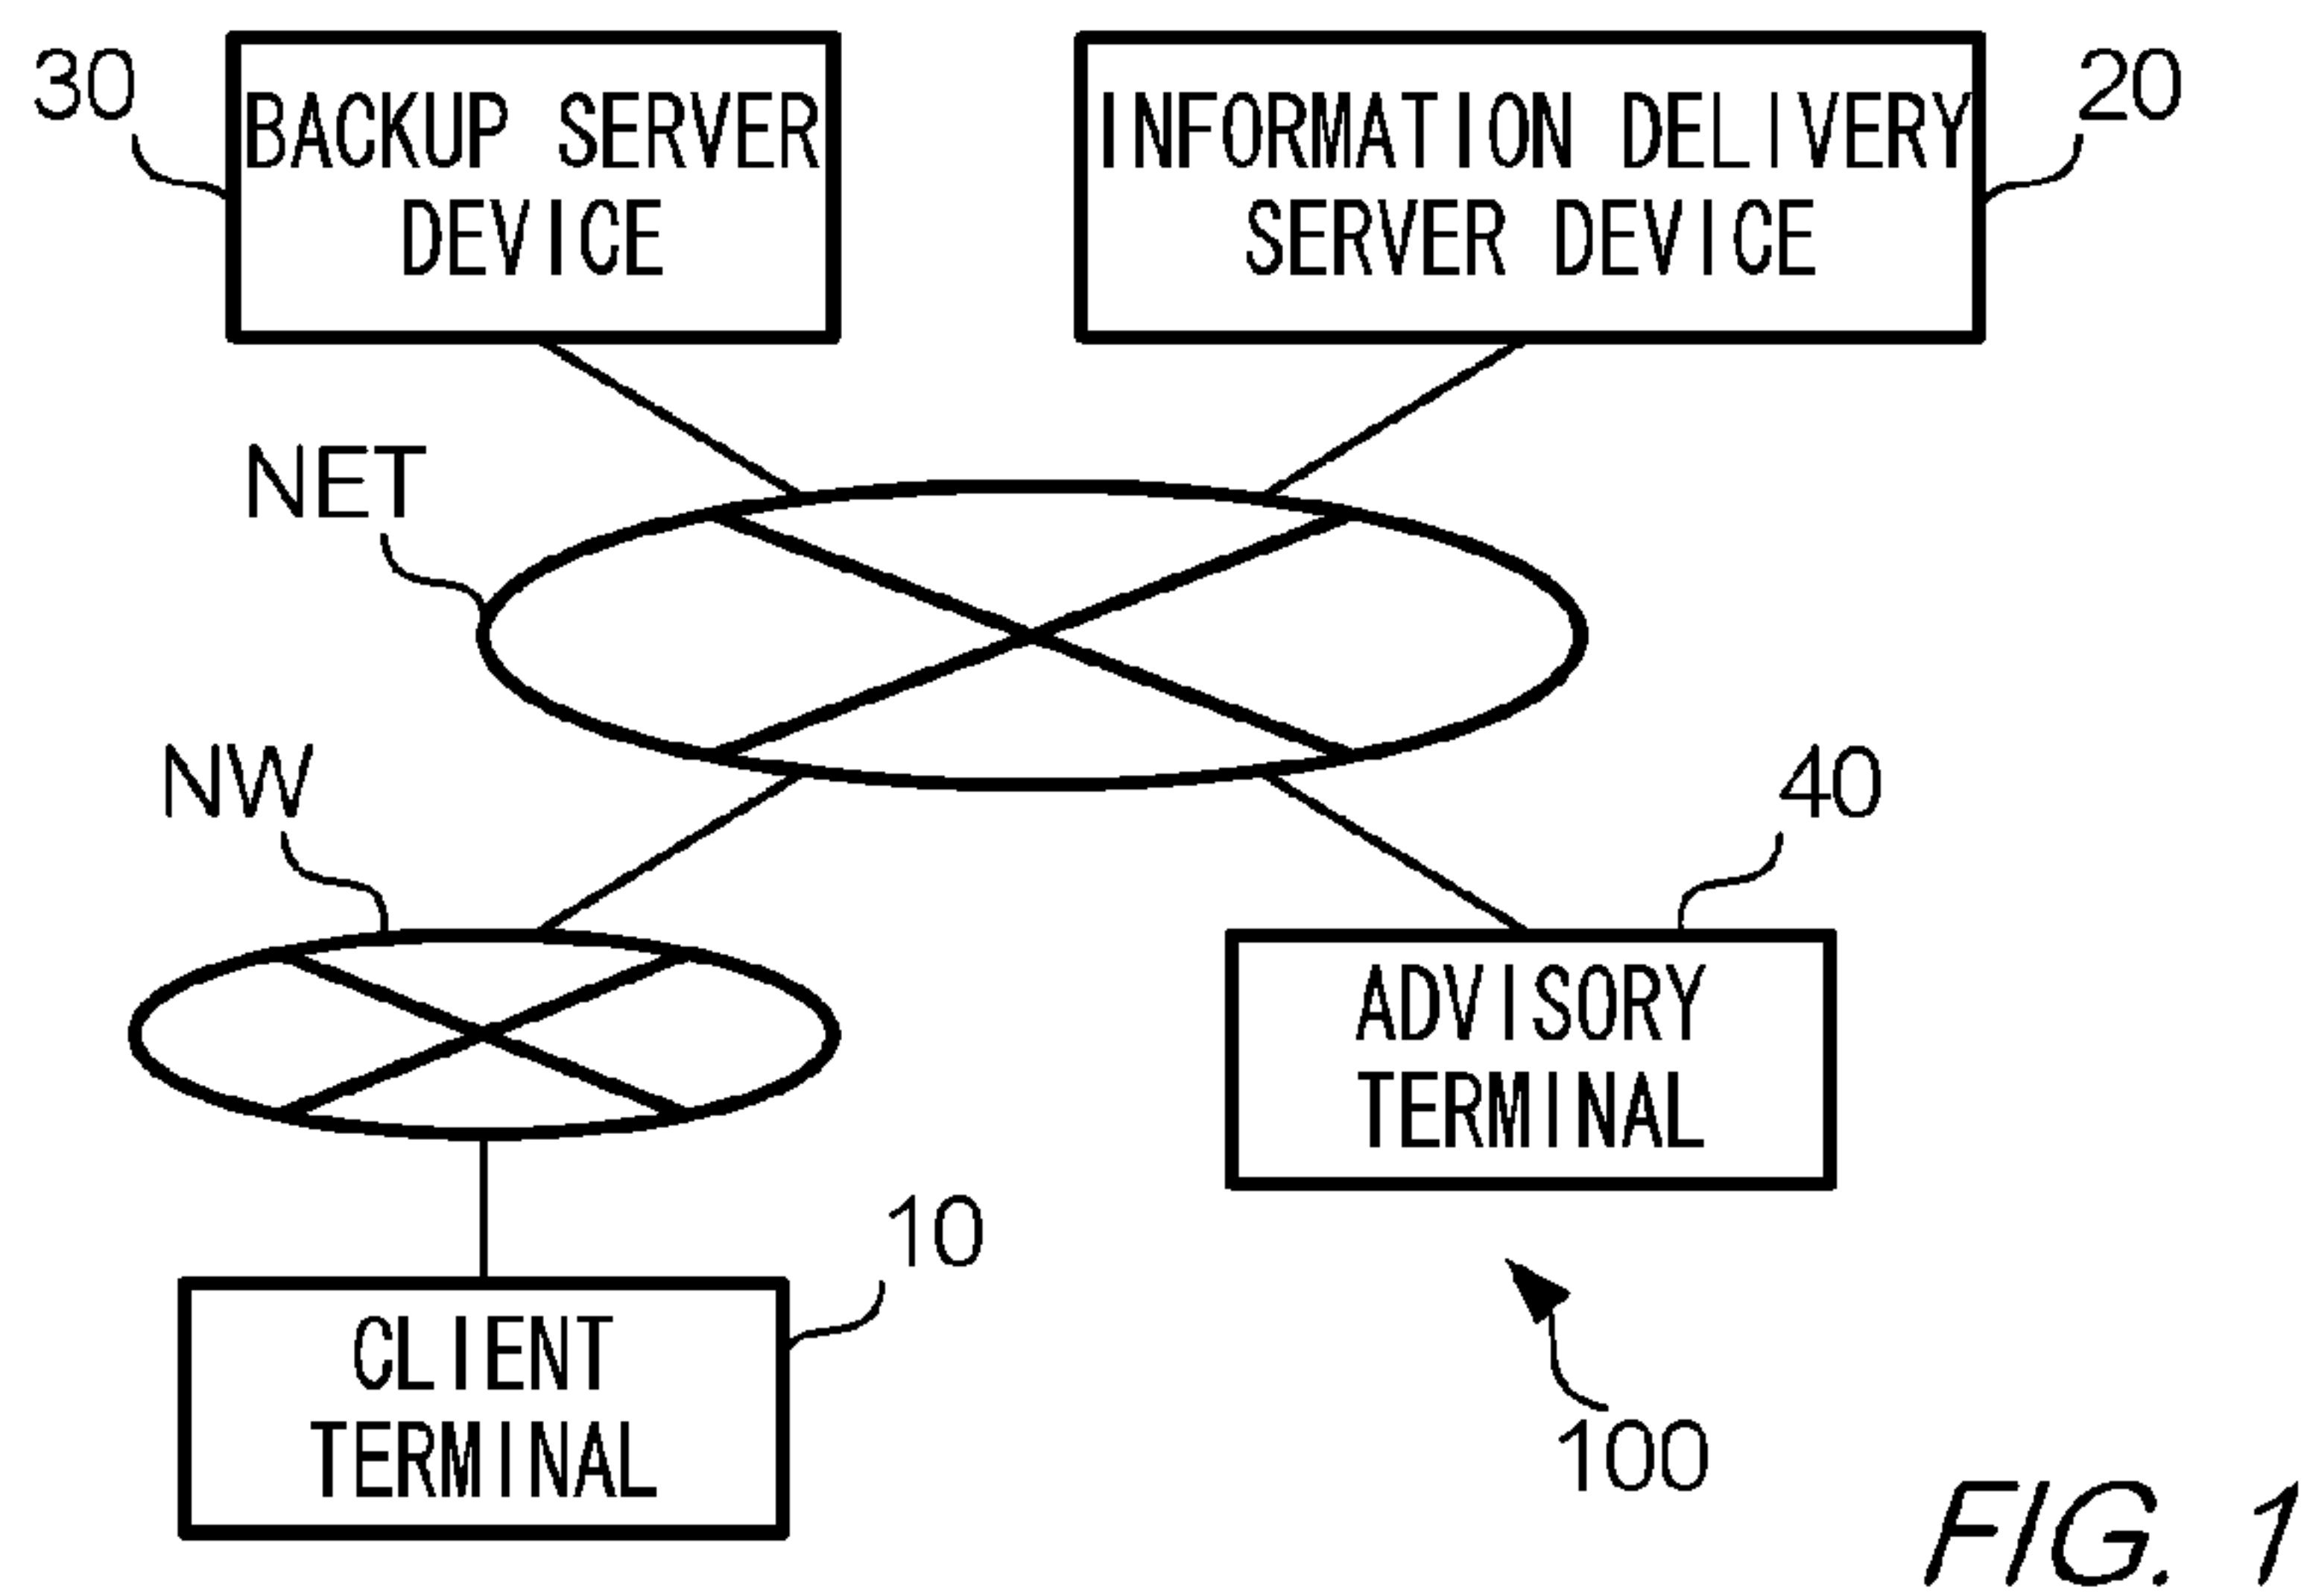 30
BACKUP SERVER
DEVICE
INFORMATION DELIVERY
SERVER DEVICE
20
NET
NW
40
ADVISORY
TERMINAL
10
CLIENT
TERMINAL
100
FIG. 1